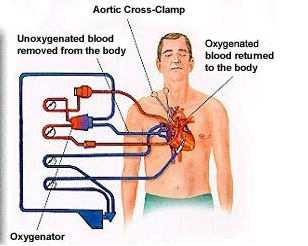 Aortic Cross-Clamp
Unoxygenated blood
removed from the body
Oxygenated
blood returned
to the body
Oxygenator